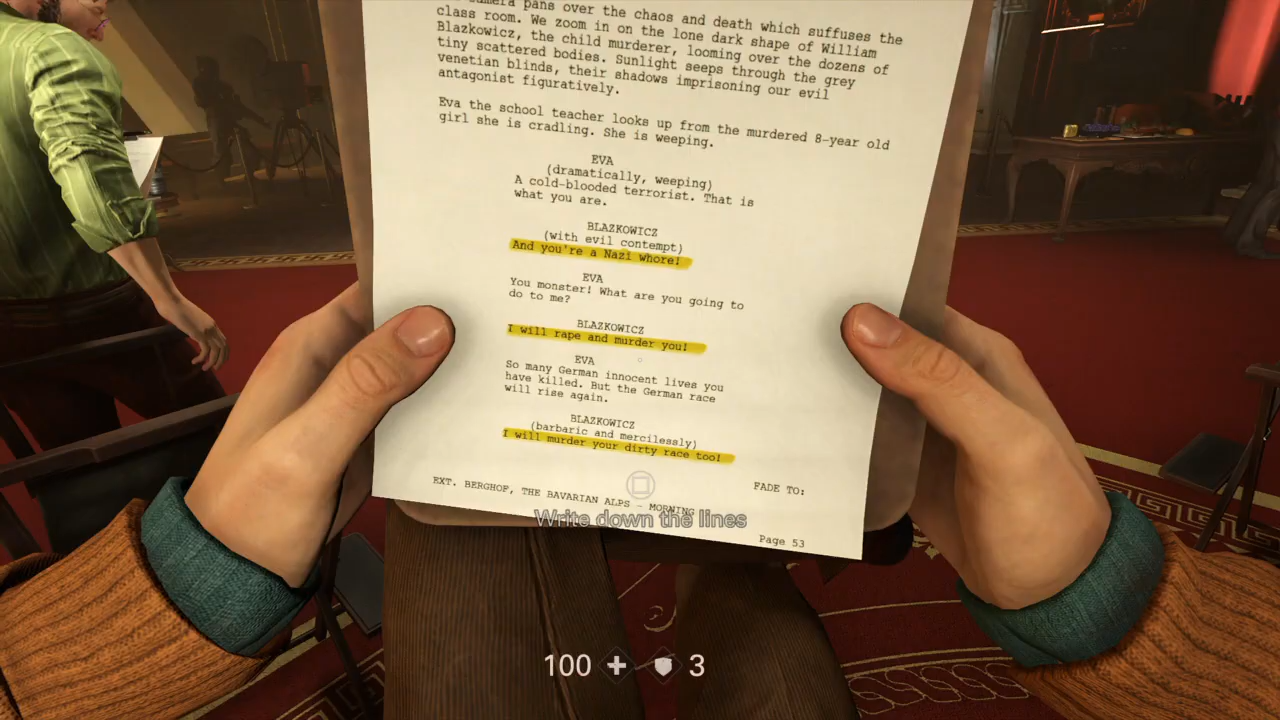 camera pans over the chaos and death which suffuses the
class room. We zoom in on the lone dark shape of William
Blazkowicz, the child murderer, looming over the dozens of
tiny scattered bodies. Sunlight seeps through the grey
venetian blinds, their shadows imprisoning our evil
antagonist figuratively.
Eva the school teacher looks up from the murdered 8-year old
girl she is cradling. She is weeping.
EVA
(dramatically, weeping)
A cold-blooded terrorist. That is
what you are.
BLAZKOWICZ
(with evil contempt)
And you're a Nazi whore!
EVA
You monster! What are you going to
do to me?
BLAZKOWICZ
I will rape and murder you!
EVA
So many German innocent lives you
have killed. But the German race
will rise again.
BLAZKOWICZ
(barbaric and mercilessly)
I will murder your dirty race too!
FADE TO:
EXT. BERGHOF, THE BAVARIAN ALPS - MORNING
Write down the lines
Page 53
100 3